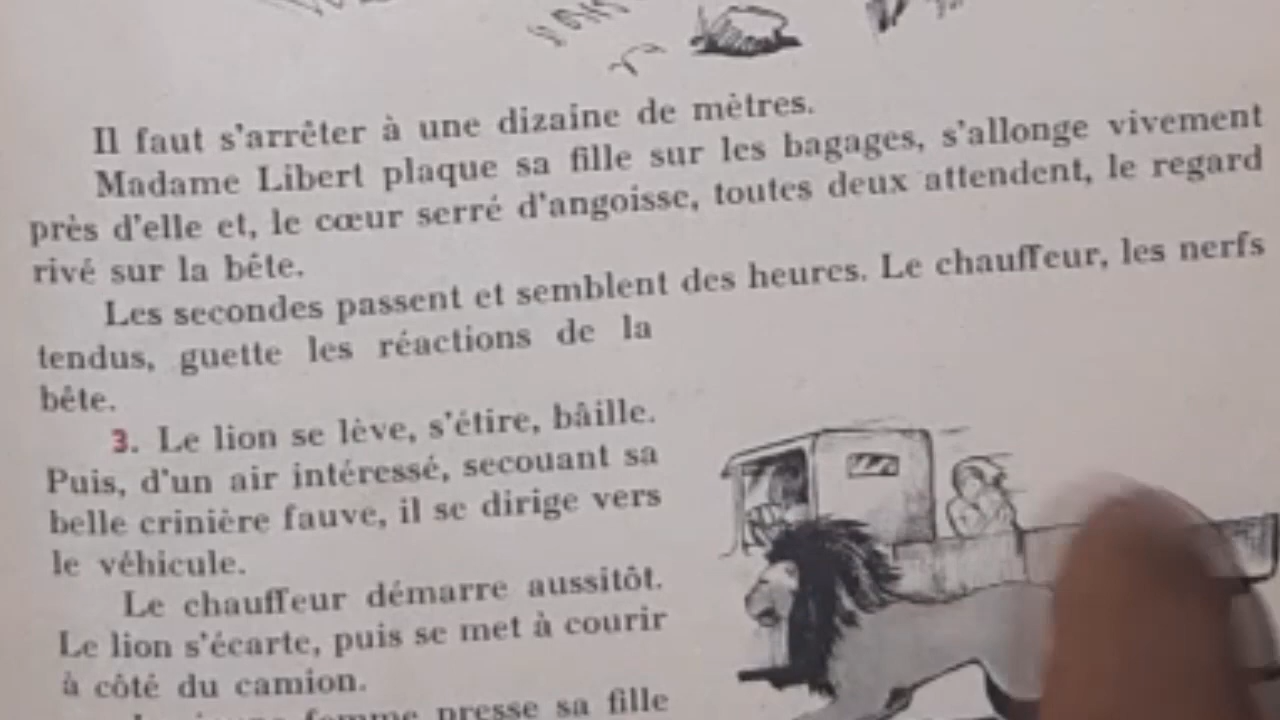 Il faut s'arrêter à une dizaine de mètres.
Madame Libert plaque sa fille sur les bagages, s'allonge vivement
près d'elle et, le cœur serré d'angoisse, toutes deux attendent, le regard
rivé sur la bête.
Les secondes passent et semblent des heures. Le chauffeur, les nerfs
tendus, guette les réactions de la
bête.
3. Le lion se lève, s'étire, bâille.
Puis, d'un air intéressé, secouant sa
belle crinière fauve, il se dirige vers
le véhicule.
Le chauffeur démarre aussitôt.
Le lion s'écarte, puis se met à courir
à côté du camion.
femme presse sa fille